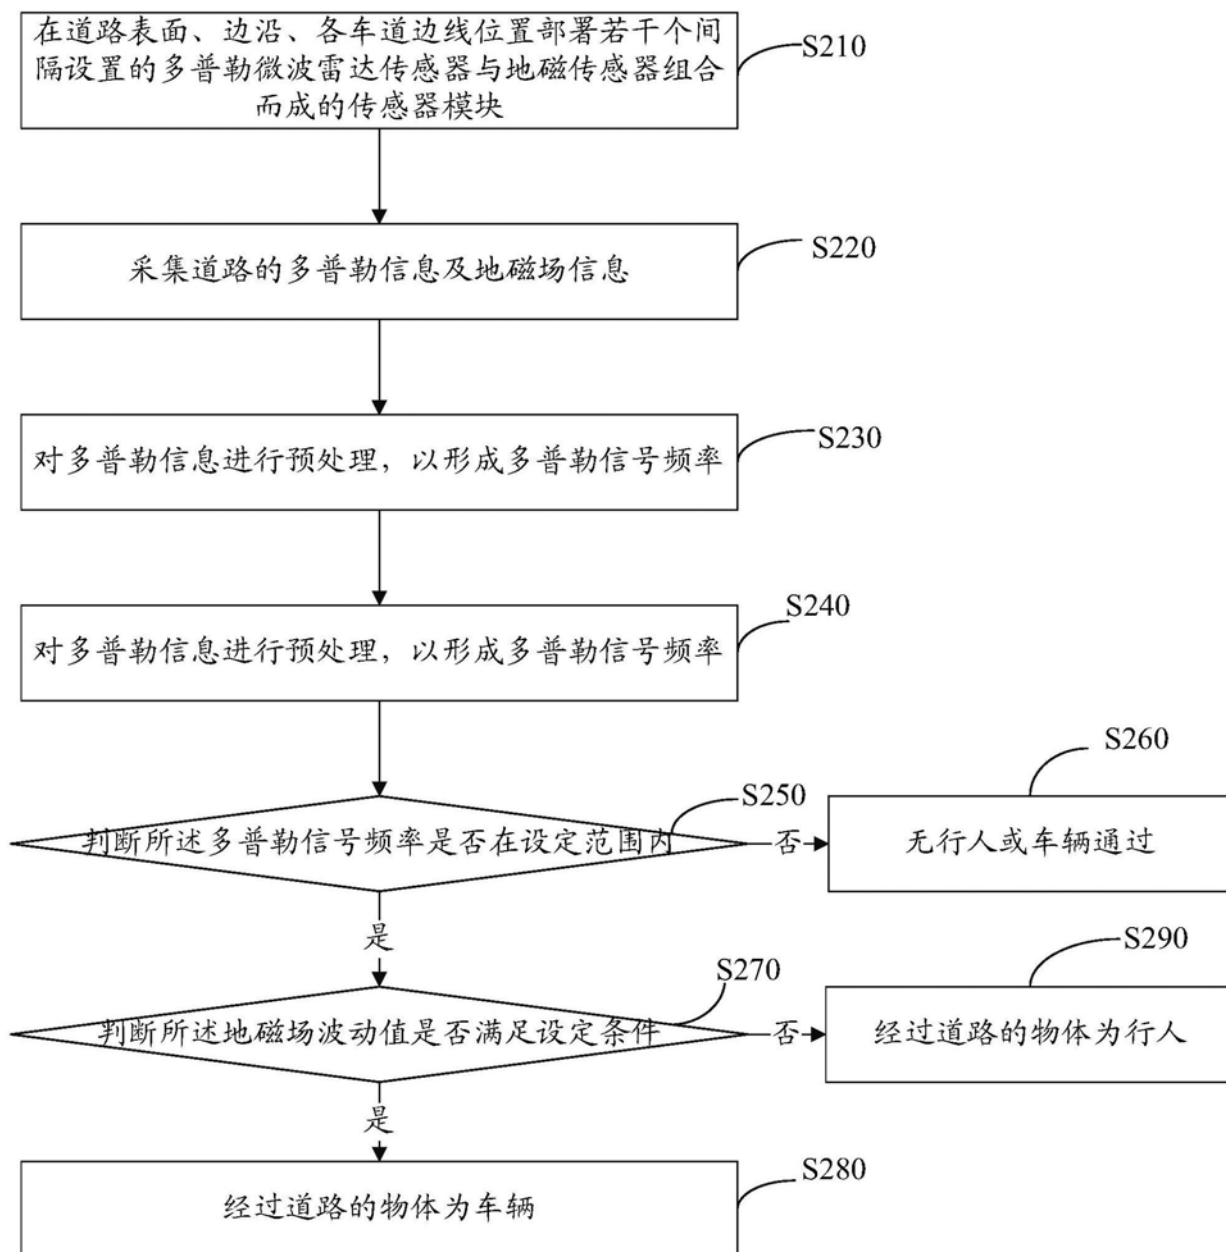 在道路表面、边沿、各车道边线位置部署若干个间
隔设置的多普勒微波雷达传感器与地磁传感器组合
而成的传感器模块
S210
采集道路的多普勒信息及地磁场信息
S220
对多普勒信息进行预处理，以形成多普勒信号频率
S230
对多普勒信息进行预处理，以形成多普勒信号频率
S240
判断所述多普勒信号频率是否在设定范围内
S250
否
无行人或车辆通过
S260
是
判断所述地磁场波动值是否满足设定条件
S270
否
经过道路的物体为行人
S290
是
经过道路的物体为车辆
S280